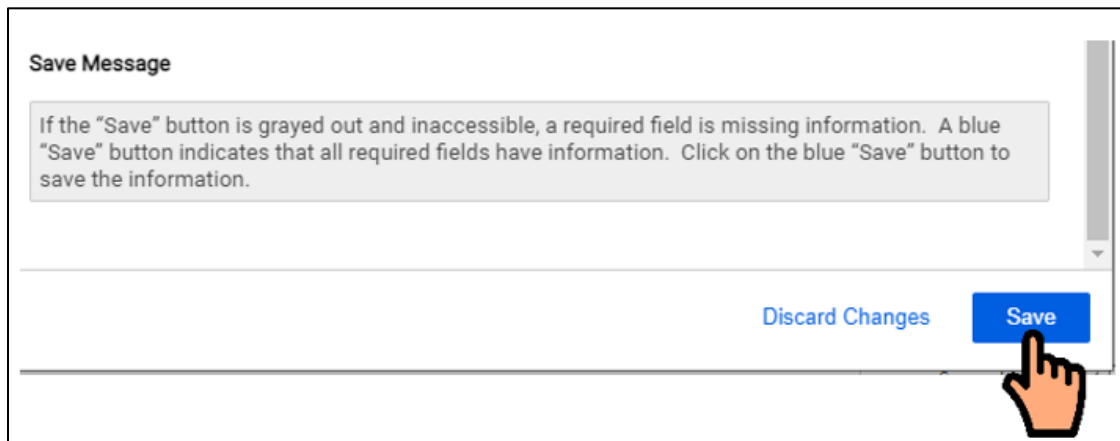 Save Message
If the “Save” button is grayed out and inaccessible, a required field is missing information.  A blue
“Save” button indicates that all required fields have information.  Click on the blue “Save” button to
save the information.
Discard Changes
Save